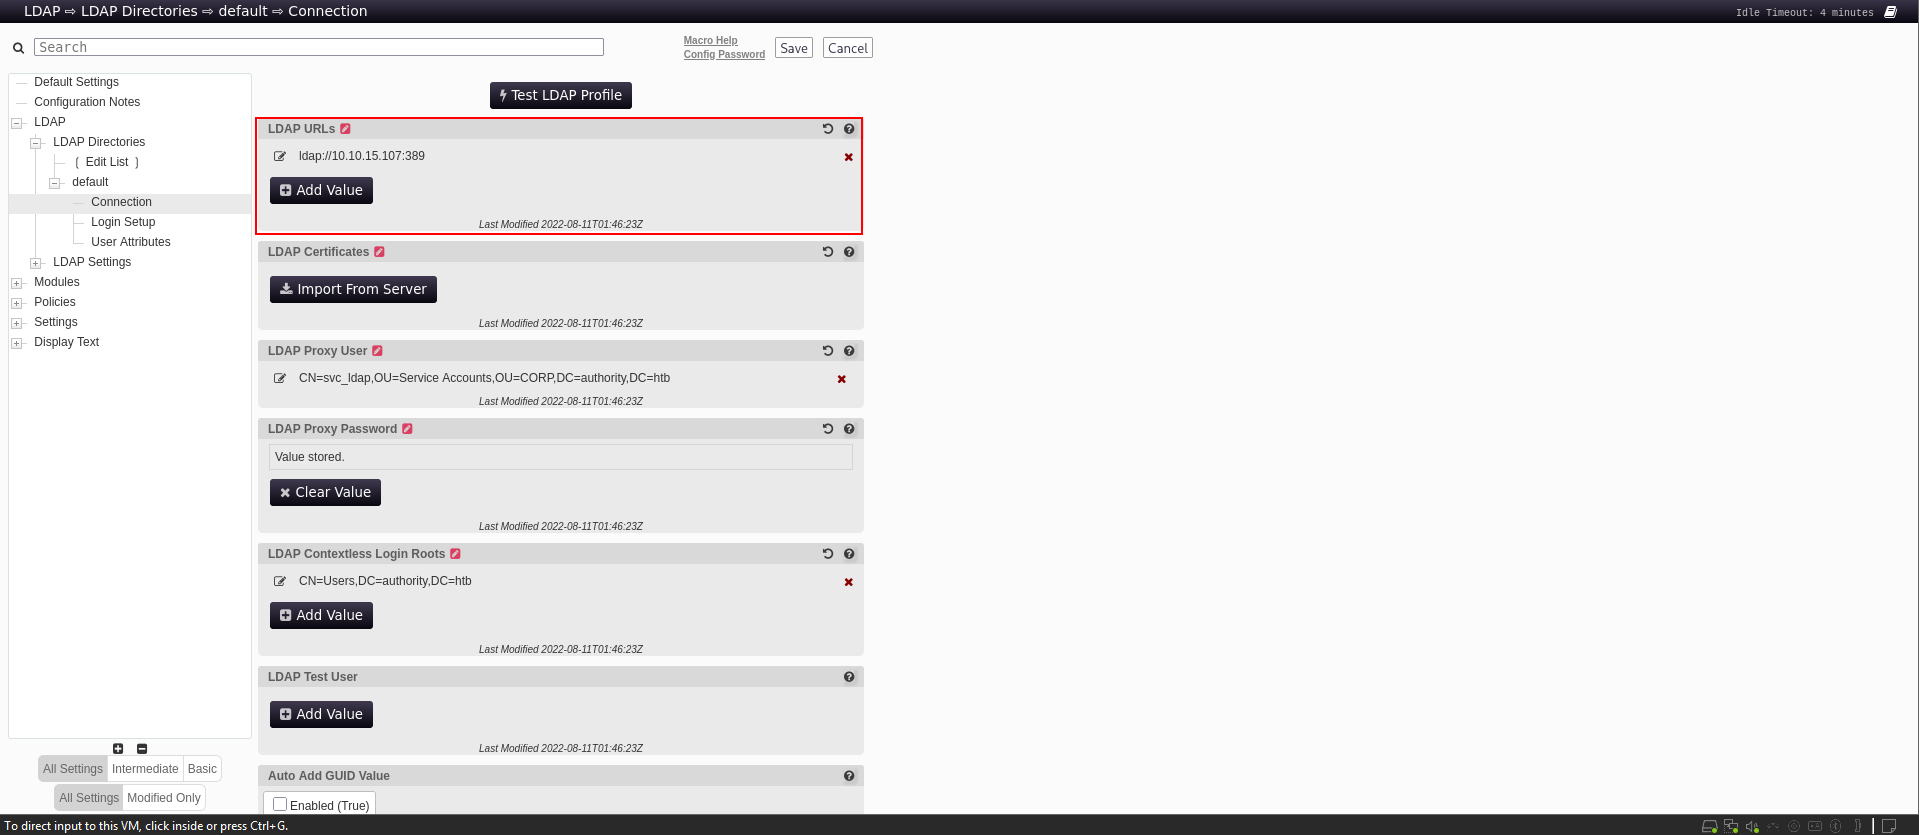 LDAP ⇨ LDAP Directories ⇨ default ⇨ Connection
Idle Timeout: 4 minutes
Search
Macro Help
Config Password
Save
Cancel
Default Settings
Configuration Notes
LDAP
LDAP Directories
[ Edit List ]
default
Connection
Login Setup
User Attributes
LDAP Settings
Modules
Policies
Settings
Display Text
All Settings Intermediate Basic
All Settings Modified Only
Test LDAP Profile
LDAP URLs
ldap://10.10.15.107:389
Add Value
Last Modified 2022-08-11T01:46:23Z
LDAP Certificates
Import From Server
Last Modified 2022-08-11T01:46:23Z
LDAP Proxy User
CN=svc_ldap,OU=Service Accounts,OU=CORP,DC=authority,DC=htb
Last Modified 2022-08-11T01:46:23Z
LDAP Proxy Password
Value stored.
Clear Value
Last Modified 2022-08-11T01:46:23Z
LDAP Contextless Login Roots
CN=Users,DC=authority,DC=htb
Add Value
Last Modified 2022-08-11T01:46:23Z
LDAP Test User
Add Value
Last Modified 2022-08-11T01:46:23Z
Auto Add GUID Value
Enabled (True)
To direct input to this VM, click inside or press Ctrl+G.